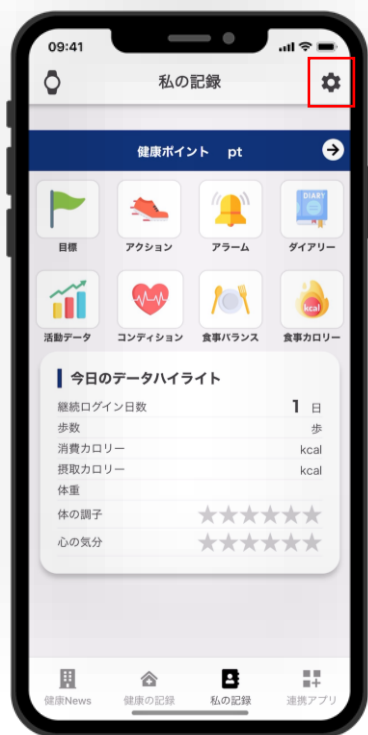 09:41
私の記録
健康ポイント pt
目標 アクション アラーム ダイアリー
DIARY
kcal
活動データ コンディション 食事バランス 食事カロリー
今日のデータハイライト
継続ログイン日数 1 日
歩数 歩
消費カロリー kcal
摂取カロリー kcal
体重
体の調子
心の気分
健康News 健康の記録 私の記録 連携アプリ